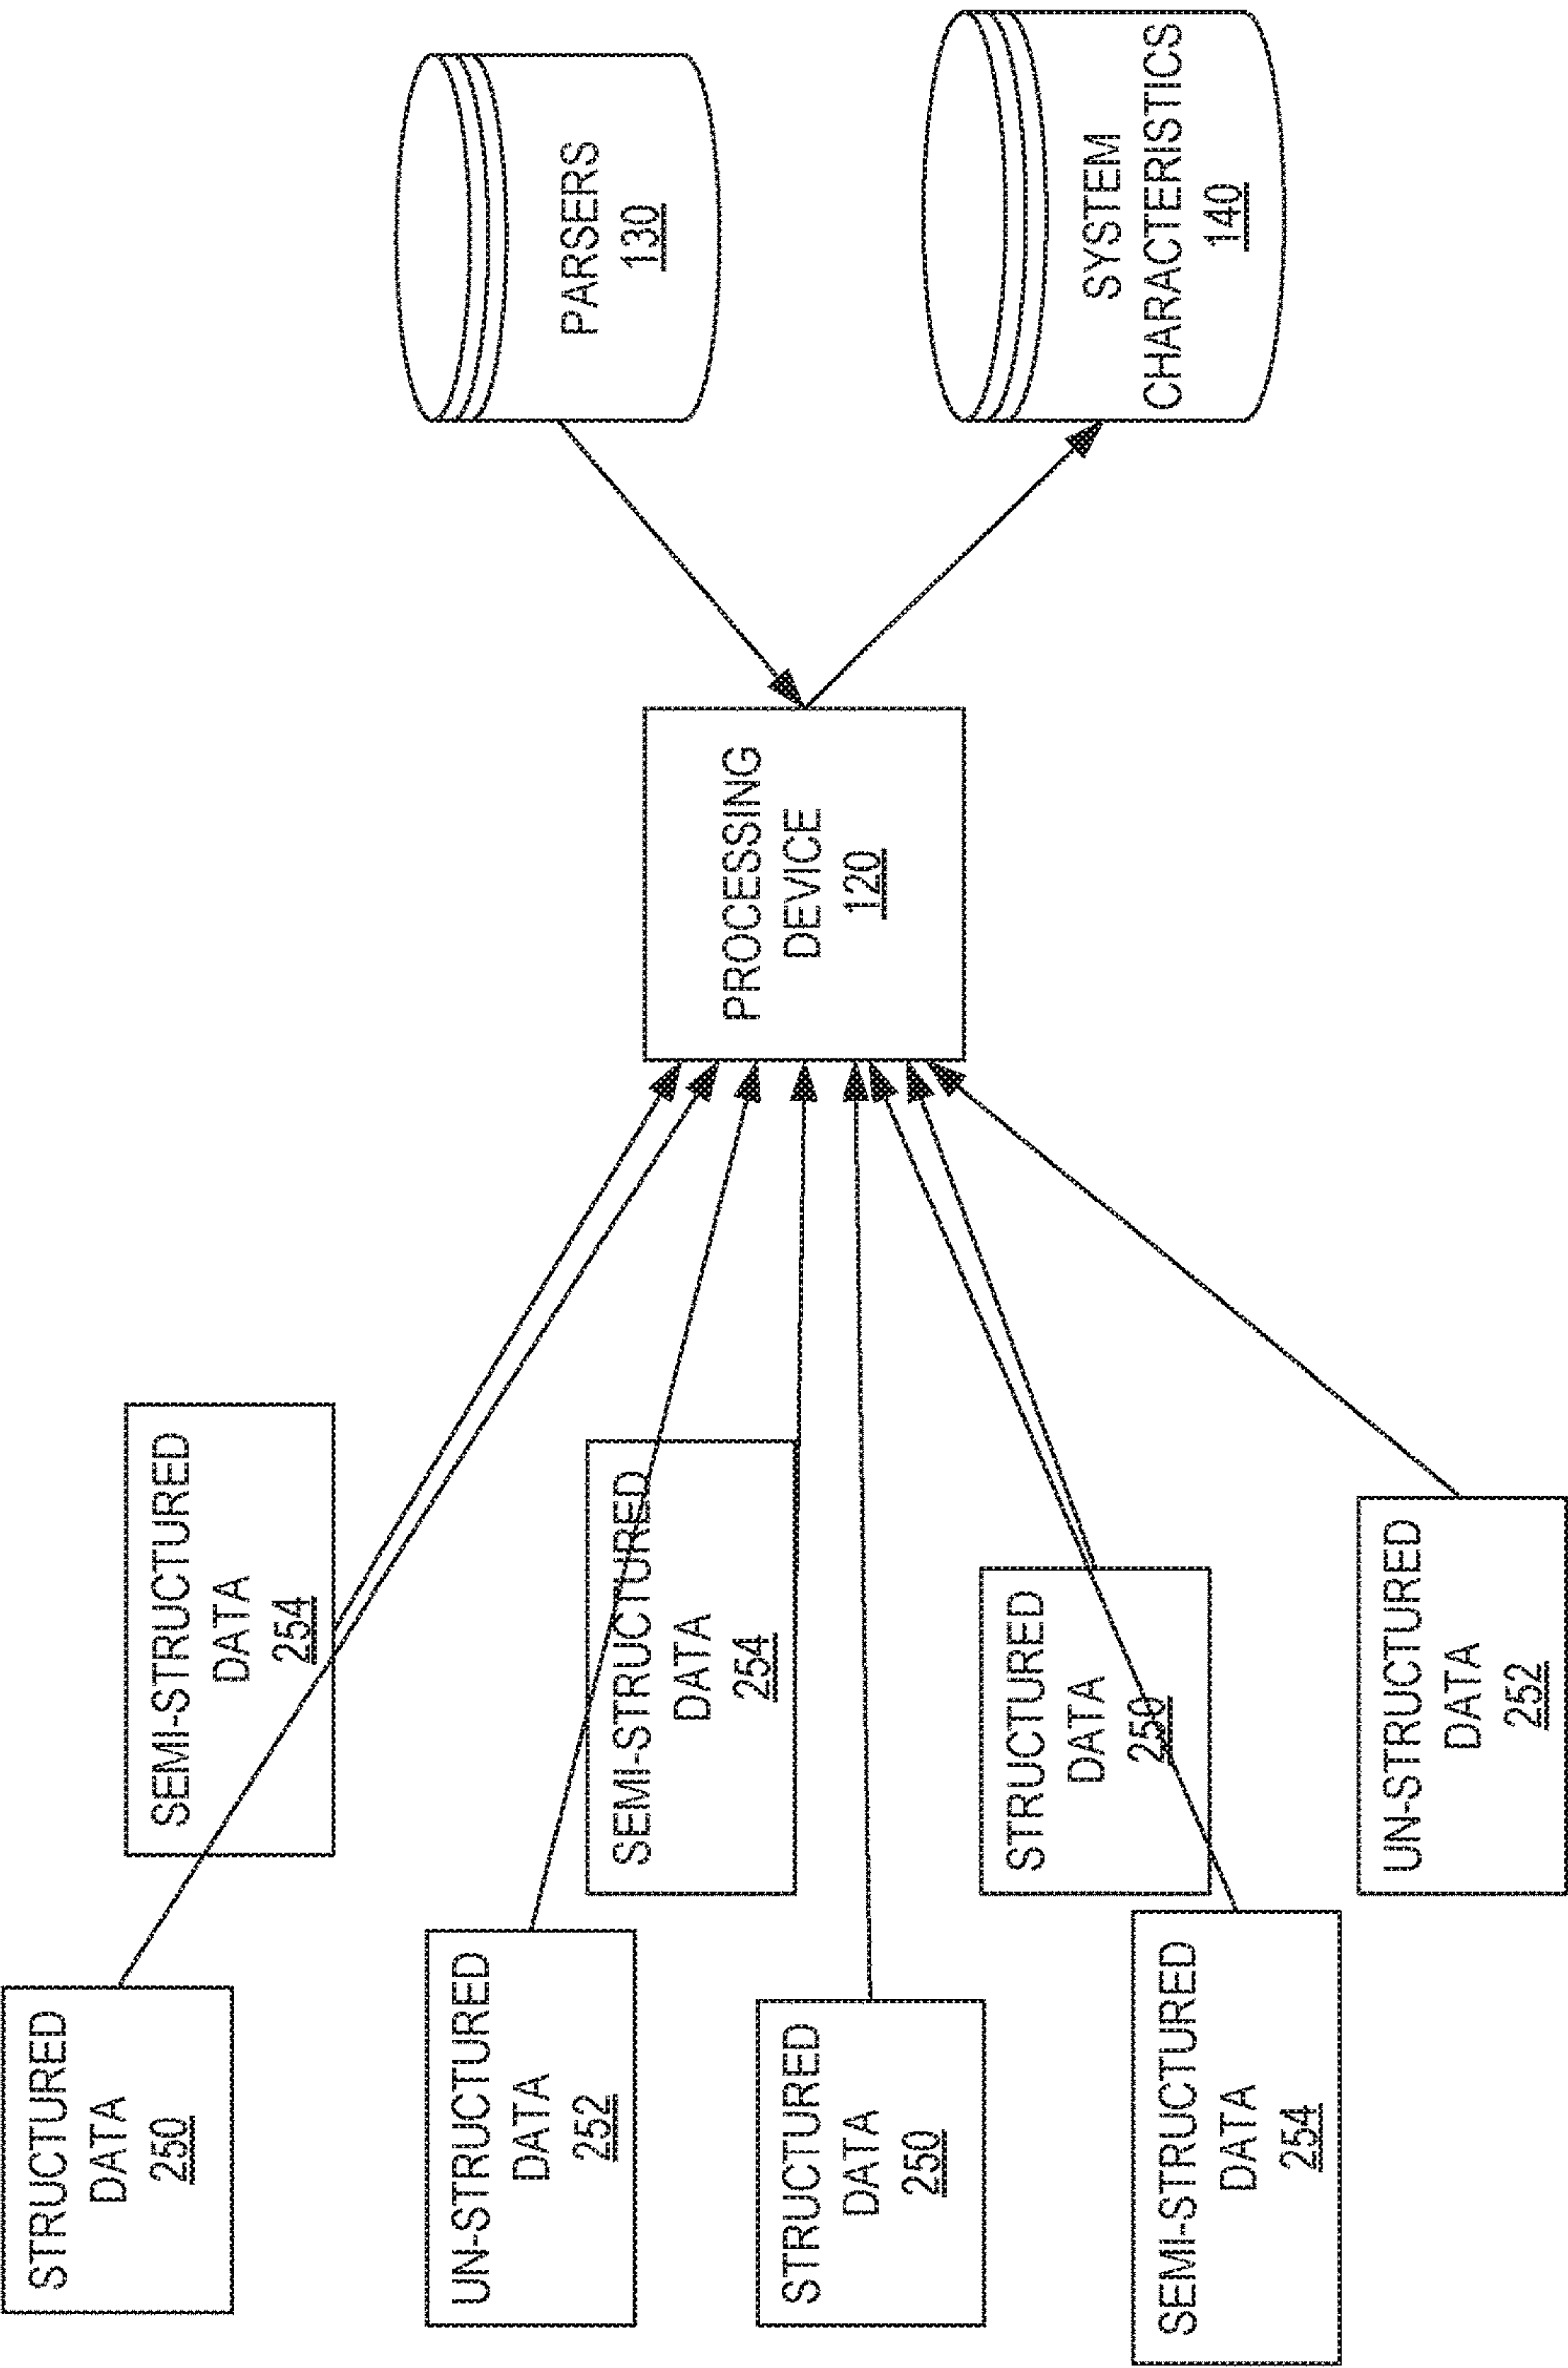 STRUCTURED
DATA
250
SEMI-STRUCTURED
DATA
254
UN-STRUCTURED
DATA
252
SEMI-STRUCTURED
DATA
254
STRUCTURED
DATA
250
STRUCTURED
DATA
250
SEMI-STRUCTURED
DATA
254
UN-STRUCTURED
DATA
252
PROCESSING
DEVICE
120
PARSERS
130
SYSTEM
CHARACTERISTICS
140